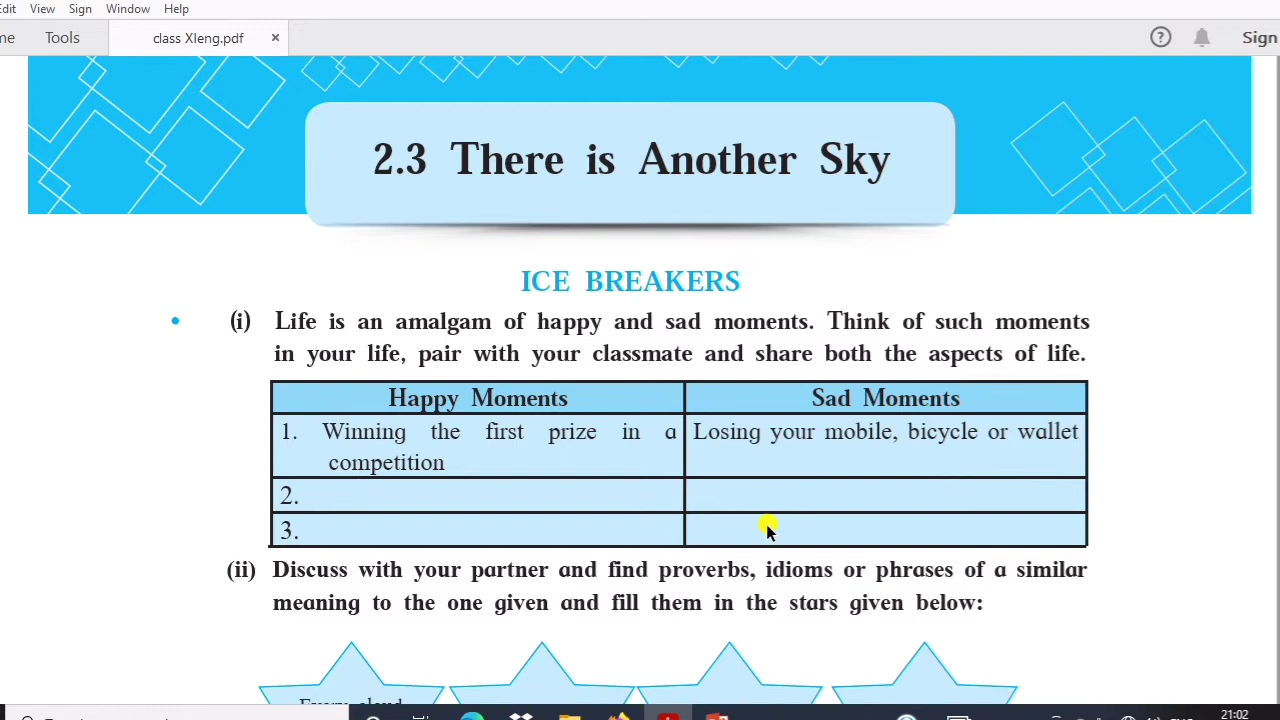 Edit View Sign Window Help
me Tools class XIeng.pdf × ? Sign
2.3 There is Another Sky
ICE BREAKERS
• (i) Life is an amalgam of happy and sad moments. Think of such moments
in your life, pair with your classmate and share both the aspects of life.
Happy Moments Sad Moments
1. Winning the first prize in a Losing your mobile, bicycle or wallet
competition
2.
3.
(ii) Discuss with your partner and find proverbs, idioms or phrases of a similar
meaning to the one given and fill them in the stars given below:
Every cloud
21:02